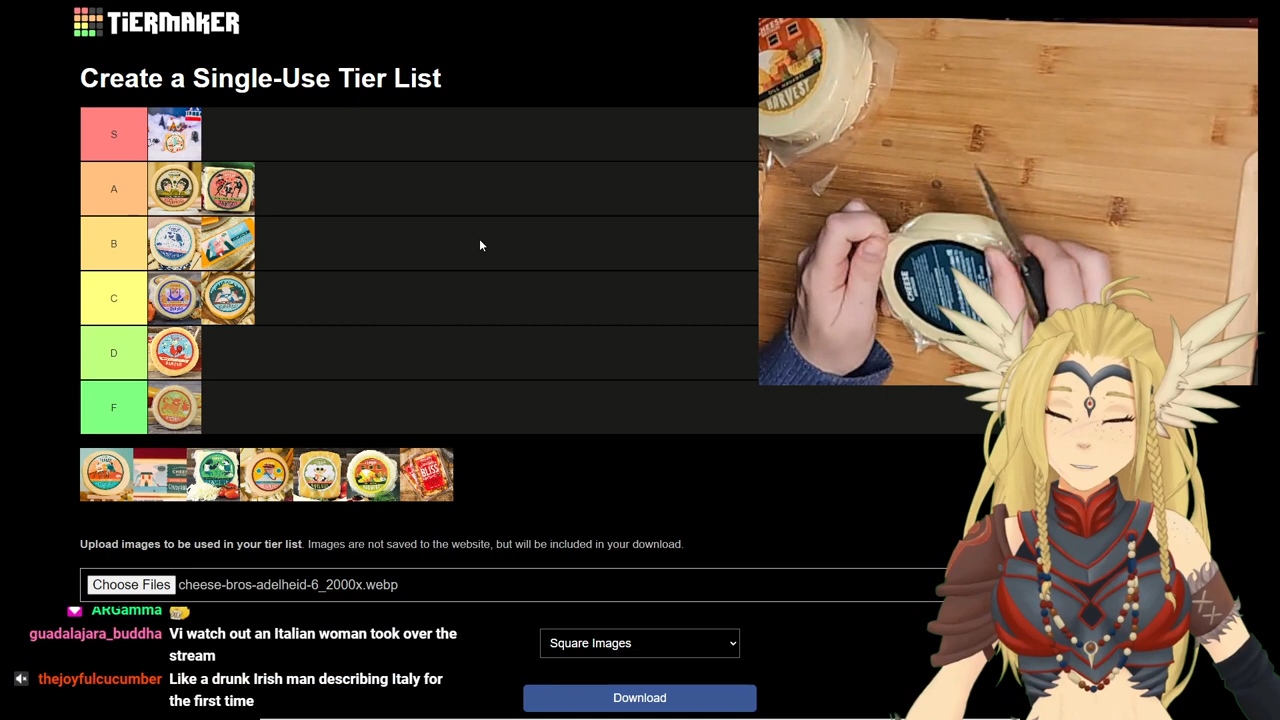 TIERMAKER
Create a Single-Use Tier List
S
A
B
C
D
F
HARVEST
CHEESE
BLISS
Upload images to be used in your tier list. Images are not saved to the website, but will be included in your download.
Choose Files cheese-bros-adelheid-6_2000x.webp
ARGamma
guadalajara_buddha Vi watch out an Italian woman took over the
stream
thejoyfulcucumber Like a drunk Irish man describing Italy for
the first time
Square Images
Download